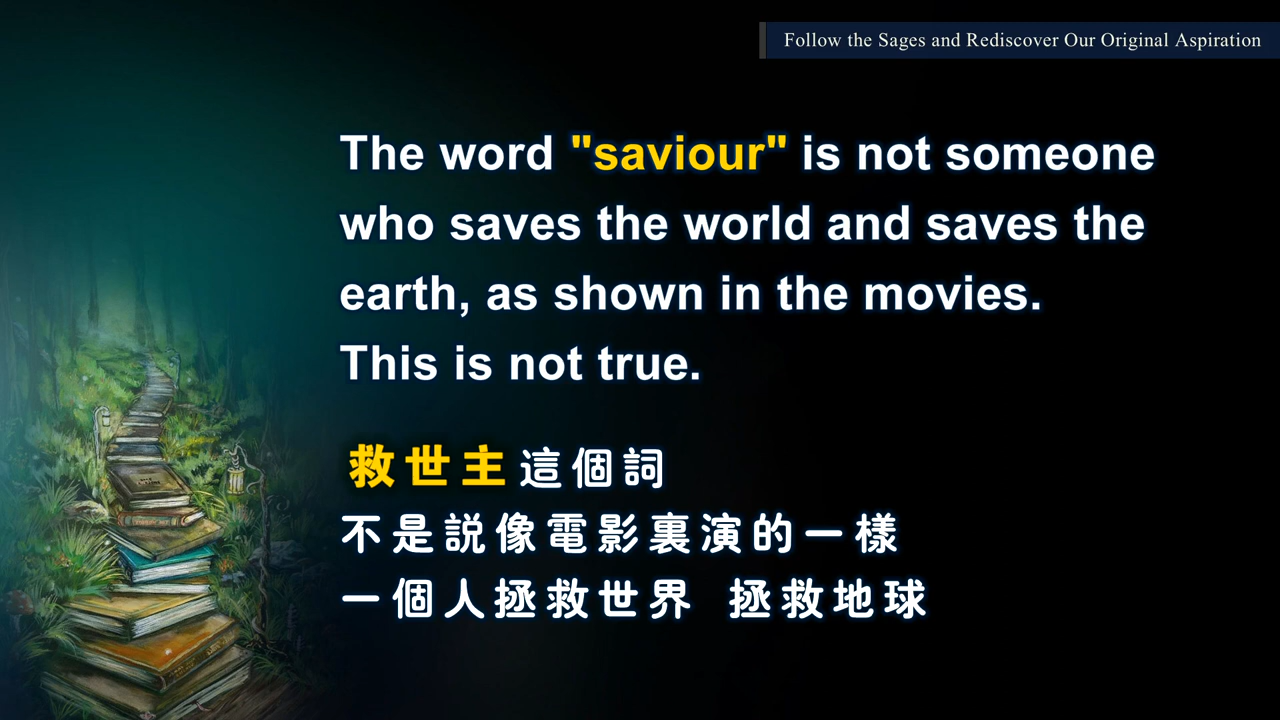 Follow the Sages and Rediscover Our Original Aspiration
The word "saviour" is not someone
who saves the world and saves the
earth, as shown in the movies.
This is not true.
救世主這個詞
不是説像電影裏演的一樣
一個人拯救世界 拯救地球